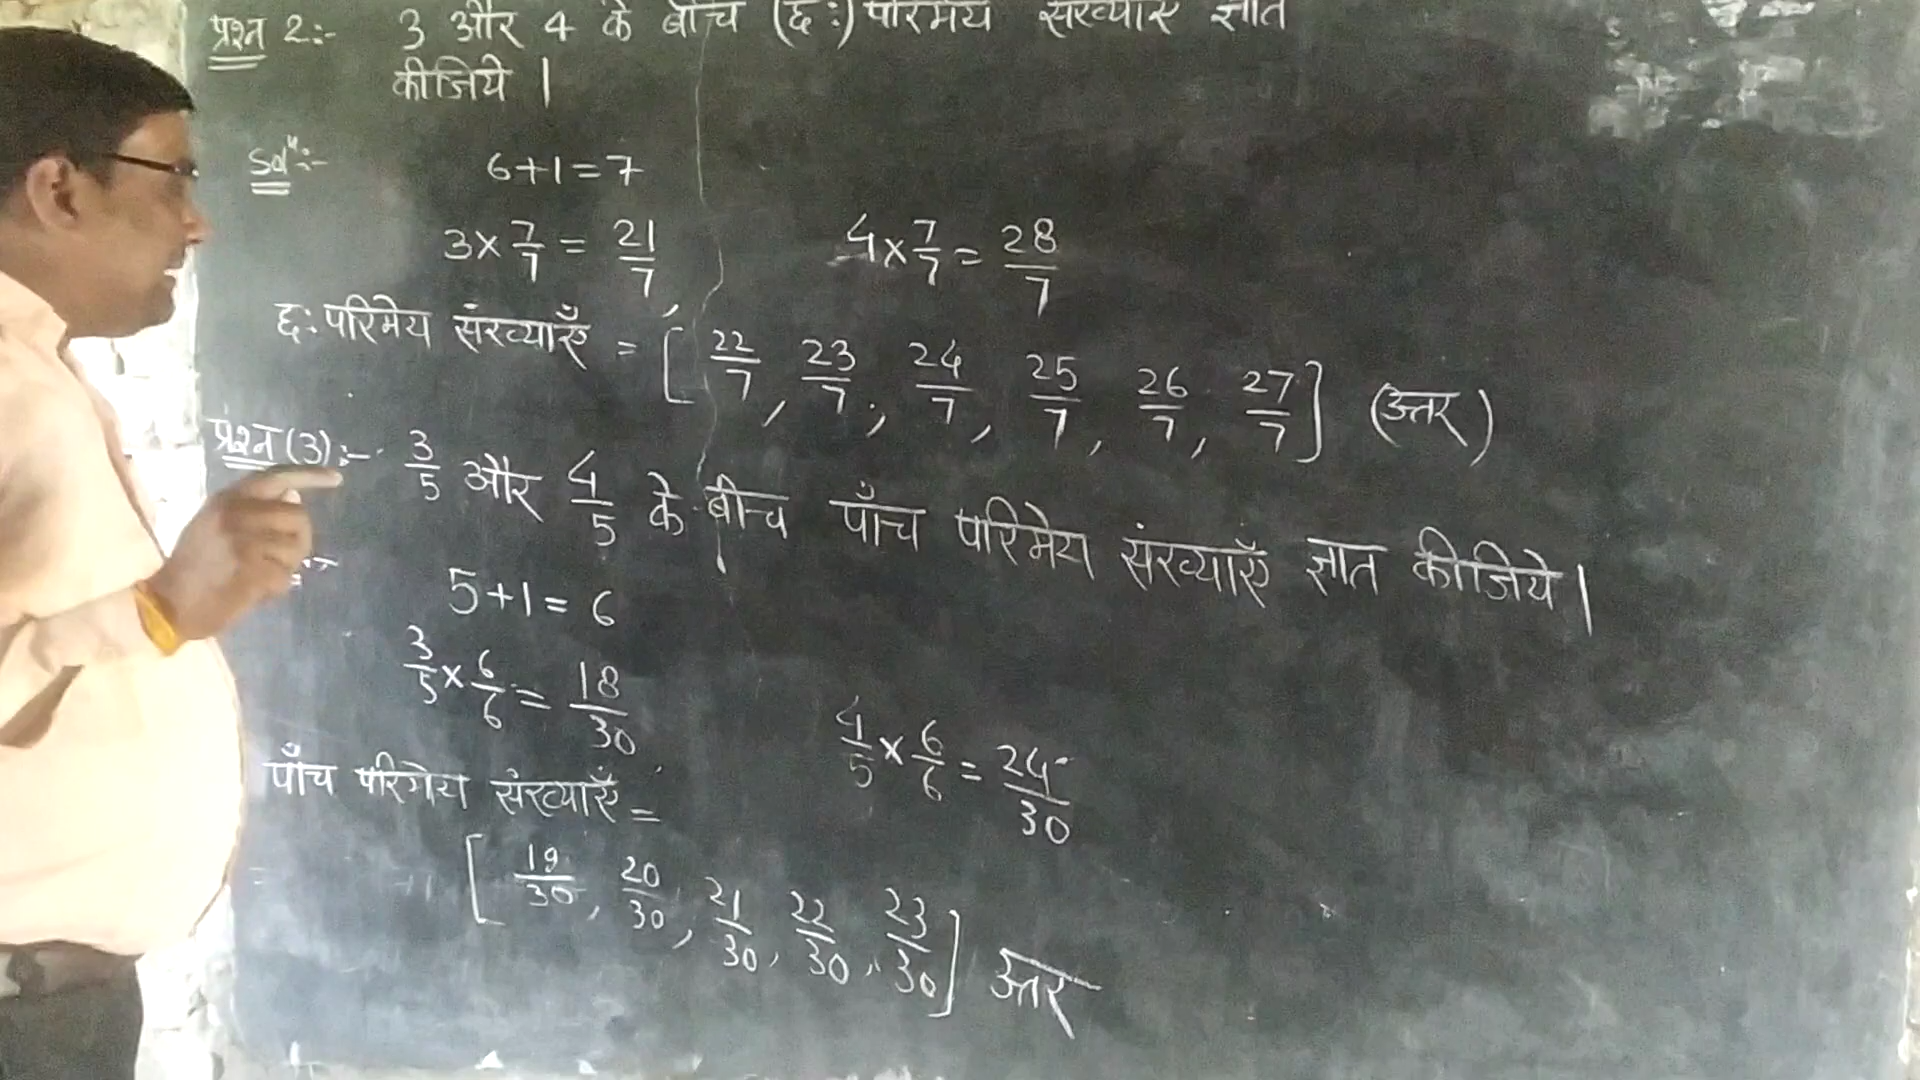 प्रश्न 2:- 3 और 4 के बीच (छः) परिमेय संख्याएँ ज्ञात
कीजिये |
Solⁿ:- 6+1=7
3×7/7=21/7, 4×7/7=28/7
छः परिमेय संख्याएँ = [22/7, 23/7, 24/7, 25/7, 26/7, 27/7] (उत्तर)
प्रश्न (3):- 3/5 और 4/5 के बीच पाँच परिमेय संख्याएँ ज्ञात कीजिये |
5+1=6
3/5×6/6=18/30 4/5×6/6=24/30
पाँच परिमेय संख्याएँ =
[19/30, 20/30, 21/30, 22/30, 23/30] उत्तर